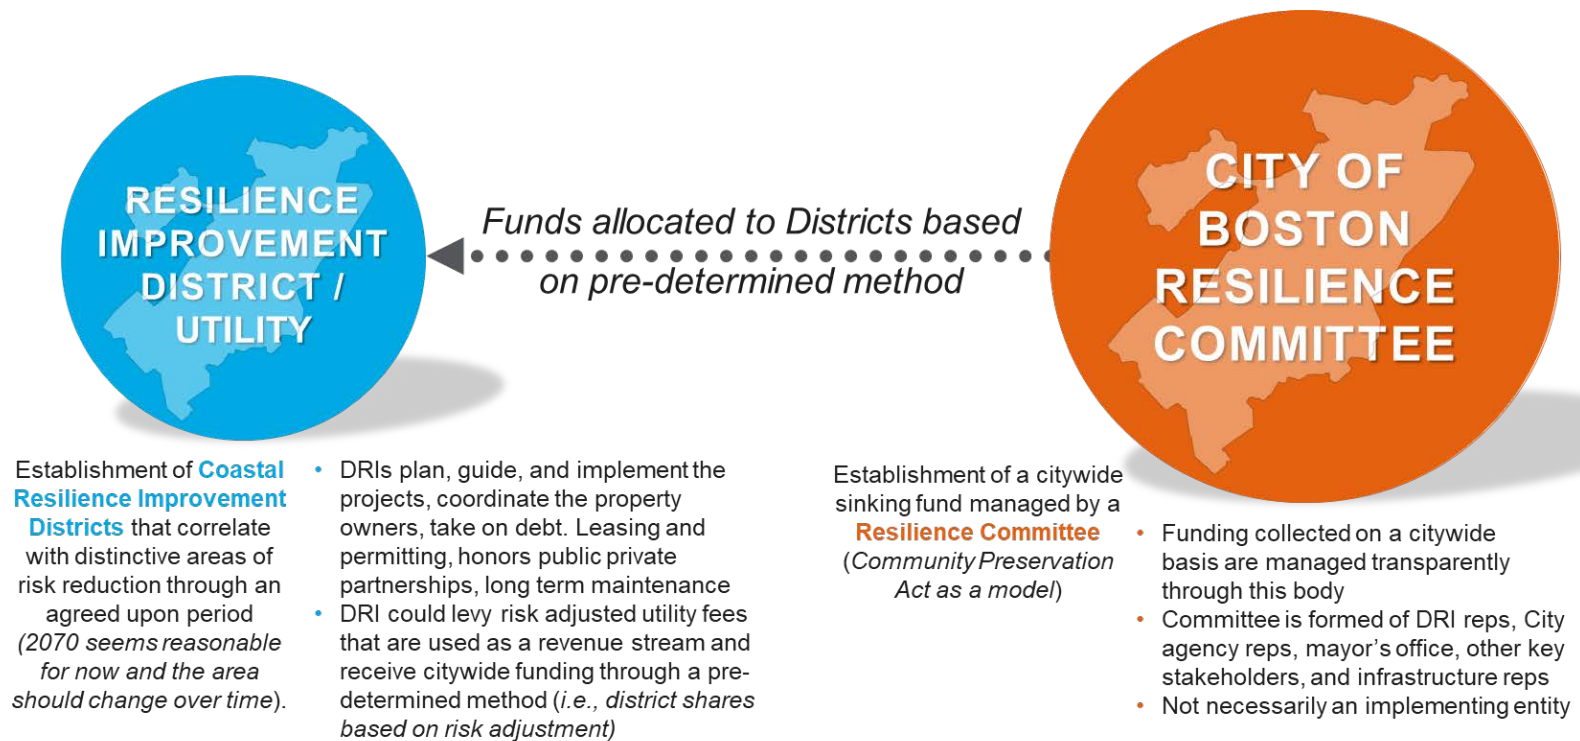 RESILIENCE
IMPROVEMENT
DISTRICT /
UTILITY
Funds allocated to Districts based
on pre-determined method
CITY OF
BOSTON
RESILIENCE
COMMITTEE
Establishment of Coastal
Resilience Improvement
Districts that correlate
with distinctive areas of
risk reduction through an
agreed upon period
(2070 seems reasonable
for now and the area
should change over time).
• DRIs plan, guide, and implement the
projects, coordinate the property
owners, take on debt. Leasing and
permitting, honors public private
partnerships, long term maintenance
• DRI could levy risk adjusted utility fees
that are used as a revenue stream and
receive citywide funding through a pre-
determined method (i.e., district shares
based on risk adjustment)
Establishment of a citywide
sinking fund managed by a
Resilience Committee
(Community Preservation
Act as a model)
• Funding collected on a citywide
basis are managed transparently
through this body
• Committee is formed of DRI reps, City
agency reps, mayor's office, other key
stakeholders, and infrastructure reps
• Not necessarily an implementing entity